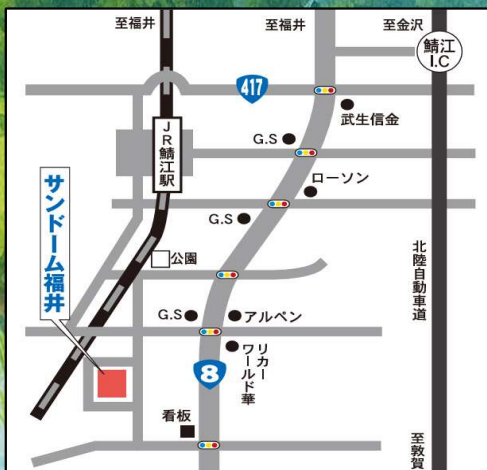 至福井
至福井
至金沢
鯖江
I.C
417
武生信金
JR鯖江駅
G.S
ローソン
G.S
サンドーム福井
公園
北陸自動車道
G.S
アルペン
リカー
ワールド華
8
看板
至敦賀